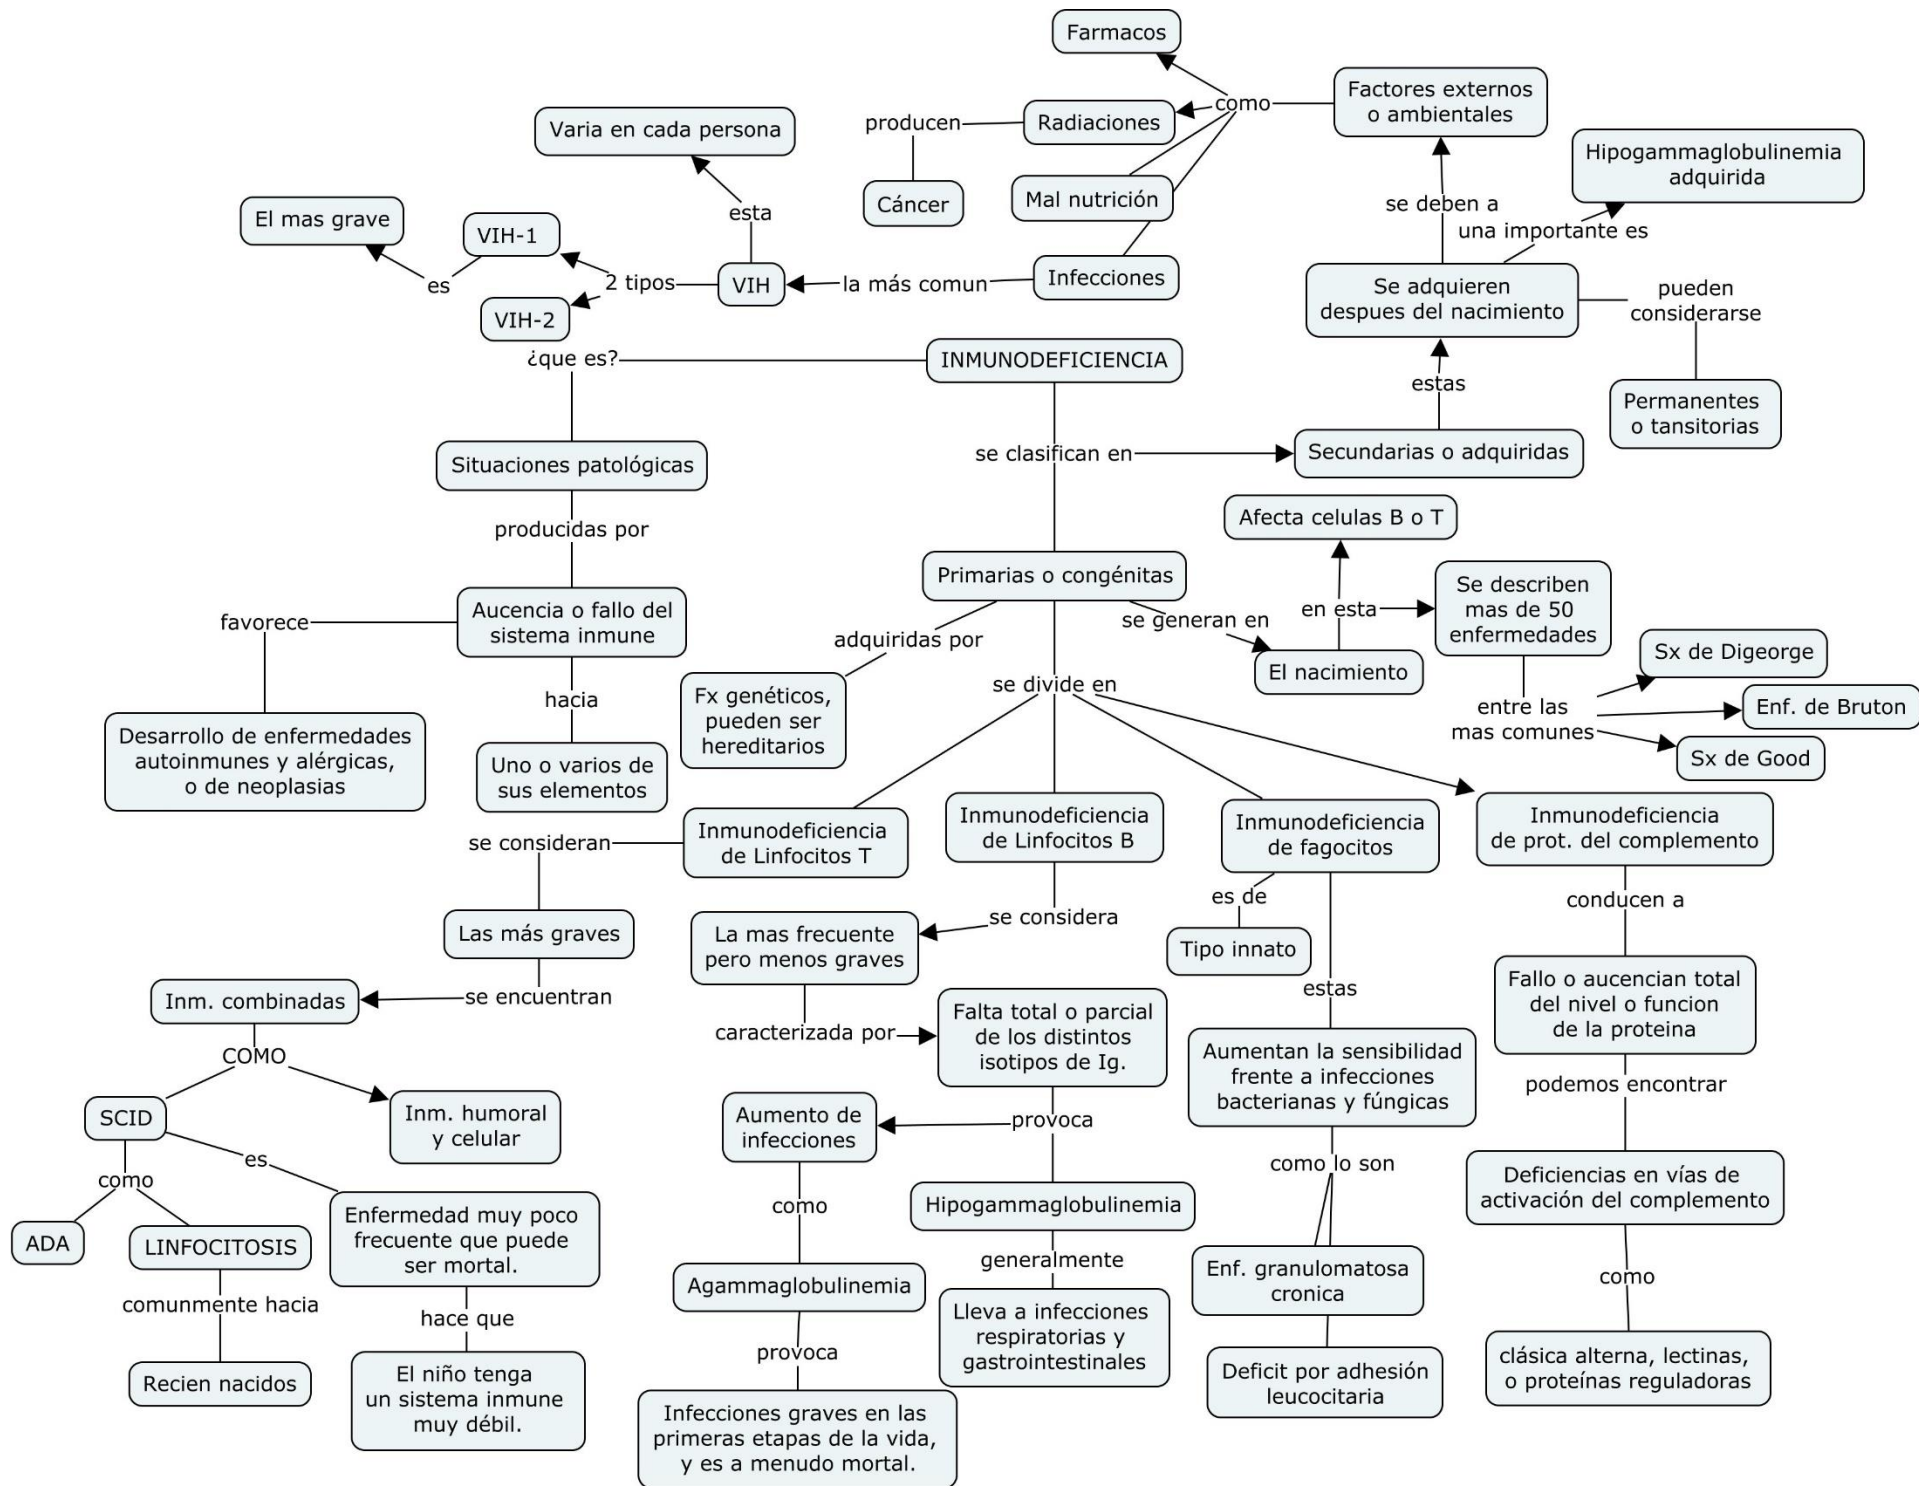 Farmacos
Factores externos
o ambientales
como
Radiaciones
producen
Varia en cada persona
Hipogammaglobulinemia
adquirida
Cáncer
Mal nutrición
esta
se deben a
El mas grave
VIH-1
una importante es
es
2 tipos
VIH
la más comun
Infecciones
Se adquieren
despues del nacimiento
pueden
considerarse
VIH-2
¿que es?
INMUNODEFICIENCIA
estas
Permanentes
o tansitorias
Situaciones patológicas
se clasifican en
Secundarias o adquiridas
producidas por
Afecta celulas B o T
Primarias o congénitas
Se describen
mas de 50
enfermedades
en esta
favorece
Aucencia o fallo del
sistema inmune
adquiridas por
se generan en
El nacimiento
Sx de Digeorge
hacia
Fx genéticos,
pueden ser
hereditarios
se divide en
entre las
mas comunes
Enf. de Bruton
Sx de Good
Desarrollo de enfermedades
autoinmunes y alérgicas,
o de neoplasias
Uno o varios de
sus elementos
se consideran
Inmunodeficiencia
de Linfocitos T
Inmunodeficiencia
de Linfocitos B
Inmunodeficiencia
de fagocitos
Inmunodeficiencia
de prot. del complemento
es de
conducen a
Las más graves
La mas frecuente
pero menos graves
se considera
Tipo innato
Inm. combinadas
se encuentran
estas
Fallo o aucencian total
del nivel o funcion
de la proteina
caracterizada por
Falta total o parcial
de los distintos
isotipos de Ig.
COMO
Aumentan la sensibilidad
frente a infecciones
bacterianas y fúngicas
podemos encontrar
SCID
Inm. humoral
y celular
Aumento de
infecciones
provoca
es
como
como lo son
Deficiencias en vías de
activación del complemento
como
Hipogammaglobulinemia
ADA
LINFOCITOSIS
Enfermedad muy poco
frecuente que puede
ser mortal.
generalmente
Agammaglobulinemia
Enf. granulomatosa
cronica
como
comunmente hacia
hace que
Lleva a infecciones
respiratorias y
gastrointestinales
provoca
Recien nacidos
El niño tenga
un sistema inmune
muy débil.
Deficit por adhesión
leucocitaria
clásica alterna, lectinas,
o proteínas reguladoras
Infecciones graves en las
primeras etapas de la vida,
y es a menudo mortal.